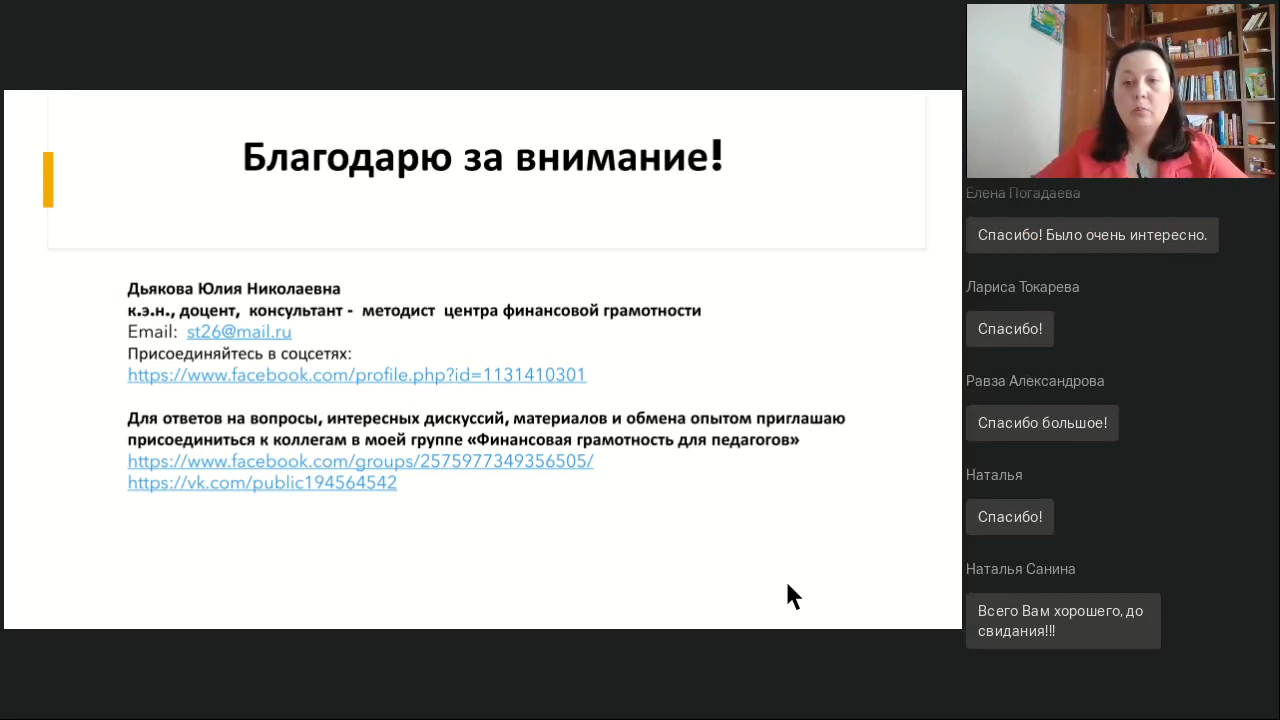 Благодарю за внимание!
Дьякова Юлия Николаевна
к.э.н., доцент, консультант - методист центра финансовой грамотности
Email: st26@mail.ru
Присоединяйтесь в соцсетях:
https://www.facebook.com/profile.php?id=1131410301
Для ответов на вопросы, интересных дискуссий, материалов и обмена опытом приглашаю
присоединиться к коллегам в моей группе «Финансовая грамотность для педагогов»
https://www.facebook.com/groups/2575977349356505/
https://vk.com/public194564542
Елена Погадаева
Спасибо! Было очень интересно.
Лариса Токарева
Спасибо!
Равза Александрова
Спасибо большое!
Наталья
Спасибо!
Наталья Санина
Всего Вам хорошего, до
свидания!!!